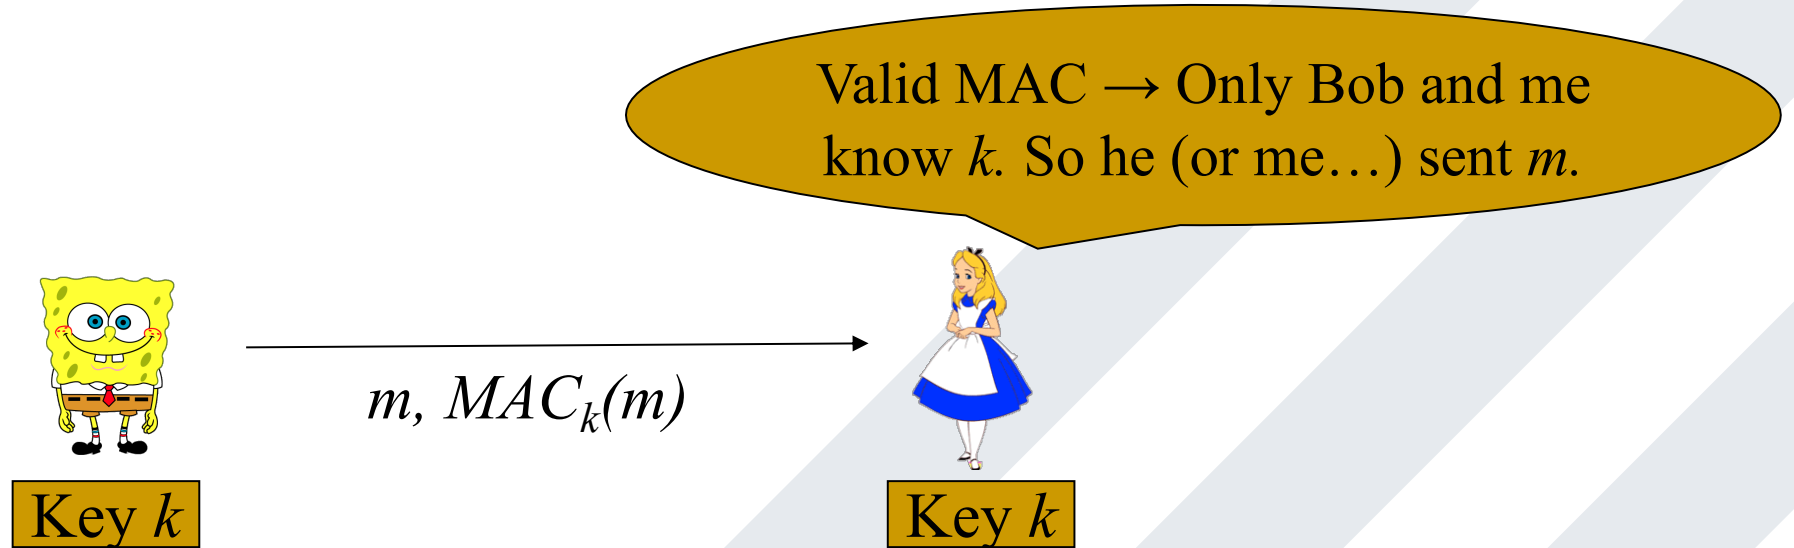 Valid MAC → Only Bob and me
know k. So he (or me…) sent m.
m, MACₖ(m)
Key k
Key k